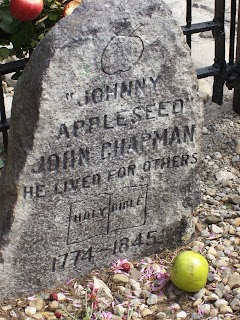 "JOHNNY
APPLESEED"
JOHN CHAPMAN
HE LIVED FOR OTHERS
HOLY BIBLE
1774-1845